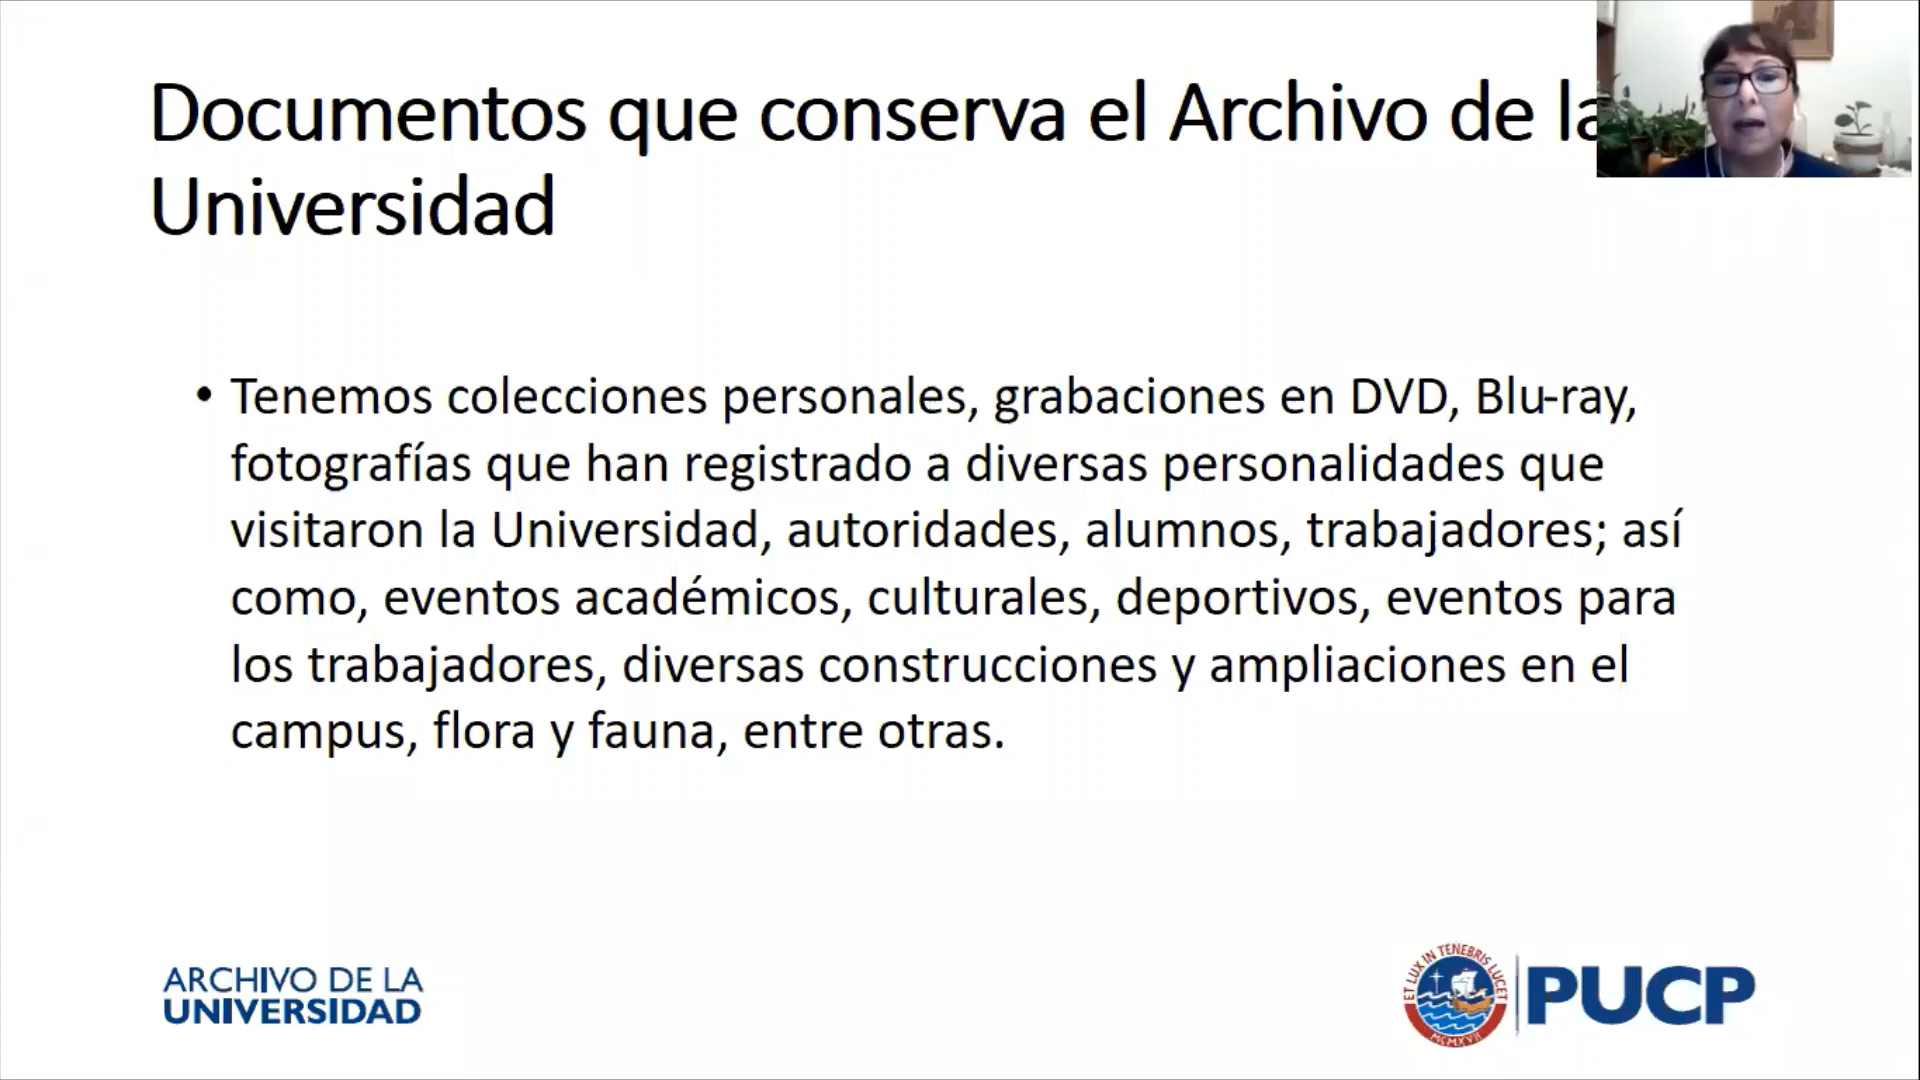 Documentos que conserva el Archivo de la
Universidad
• Tenemos colecciones personales, grabaciones en DVD, Blu-ray,
fotografías que han registrado a diversas personalidades que
visitaron la Universidad, autoridades, alumnos, trabajadores; así
como, eventos académicos, culturales, deportivos, eventos para
los trabajadores, diversas construcciones y ampliaciones en el
campus, flora y fauna, entre otras.
ARCHIVO DE LA
UNIVERSIDAD
ET LUX IN TENEBRIS LUCET
MCMXVII
PUCP